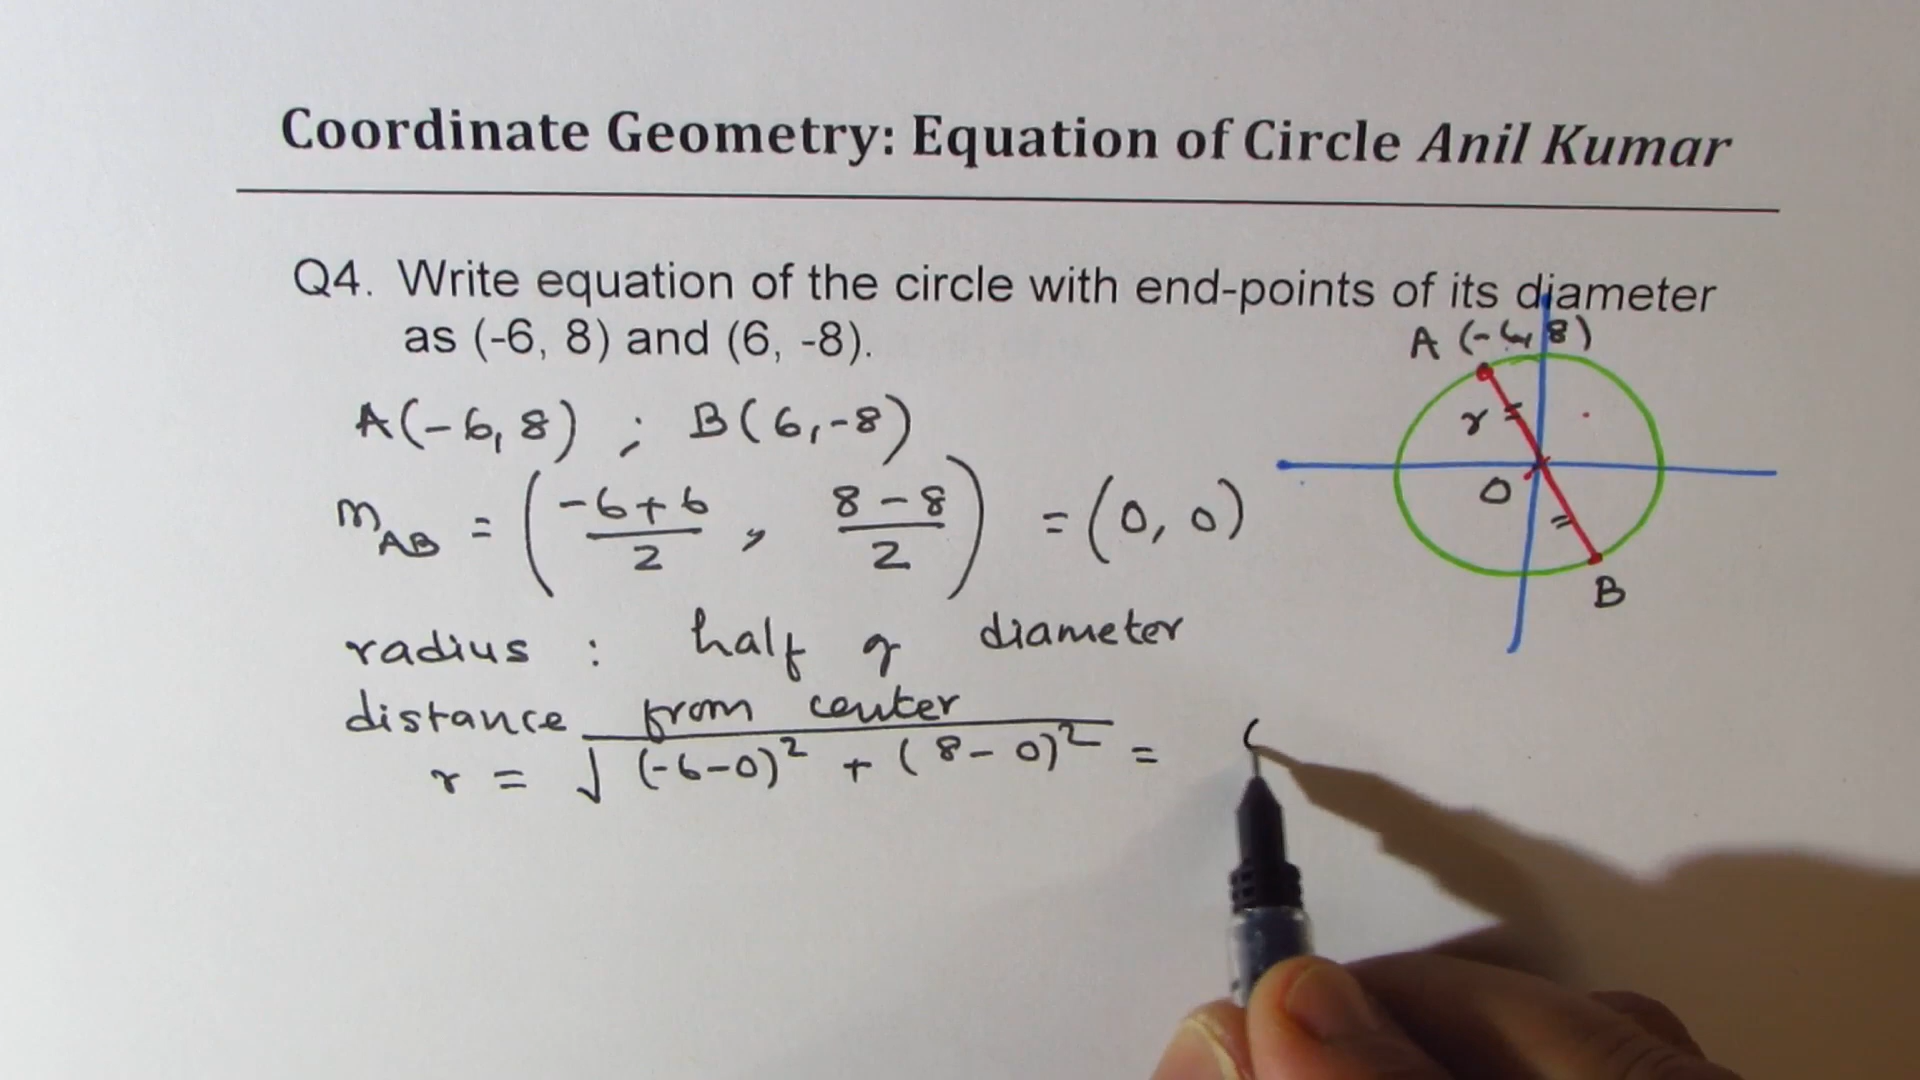 Coordinate Geometry: Equation of Circle Anil Kumar
Q4. Write equation of the circle with end-points of its diameter
as (-6, 8) and (6, -8).
A (-6, 8)
A(-6, 8) ; B(6, -8)
r
O
B
m_AB = ( (-6+6)/2 , (8-8)/2 ) = (0, 0)
radius : half of diameter
distance from center
r = √((-6-0)² + (8-0)²) =